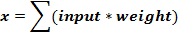 x = ∑(input * weight)